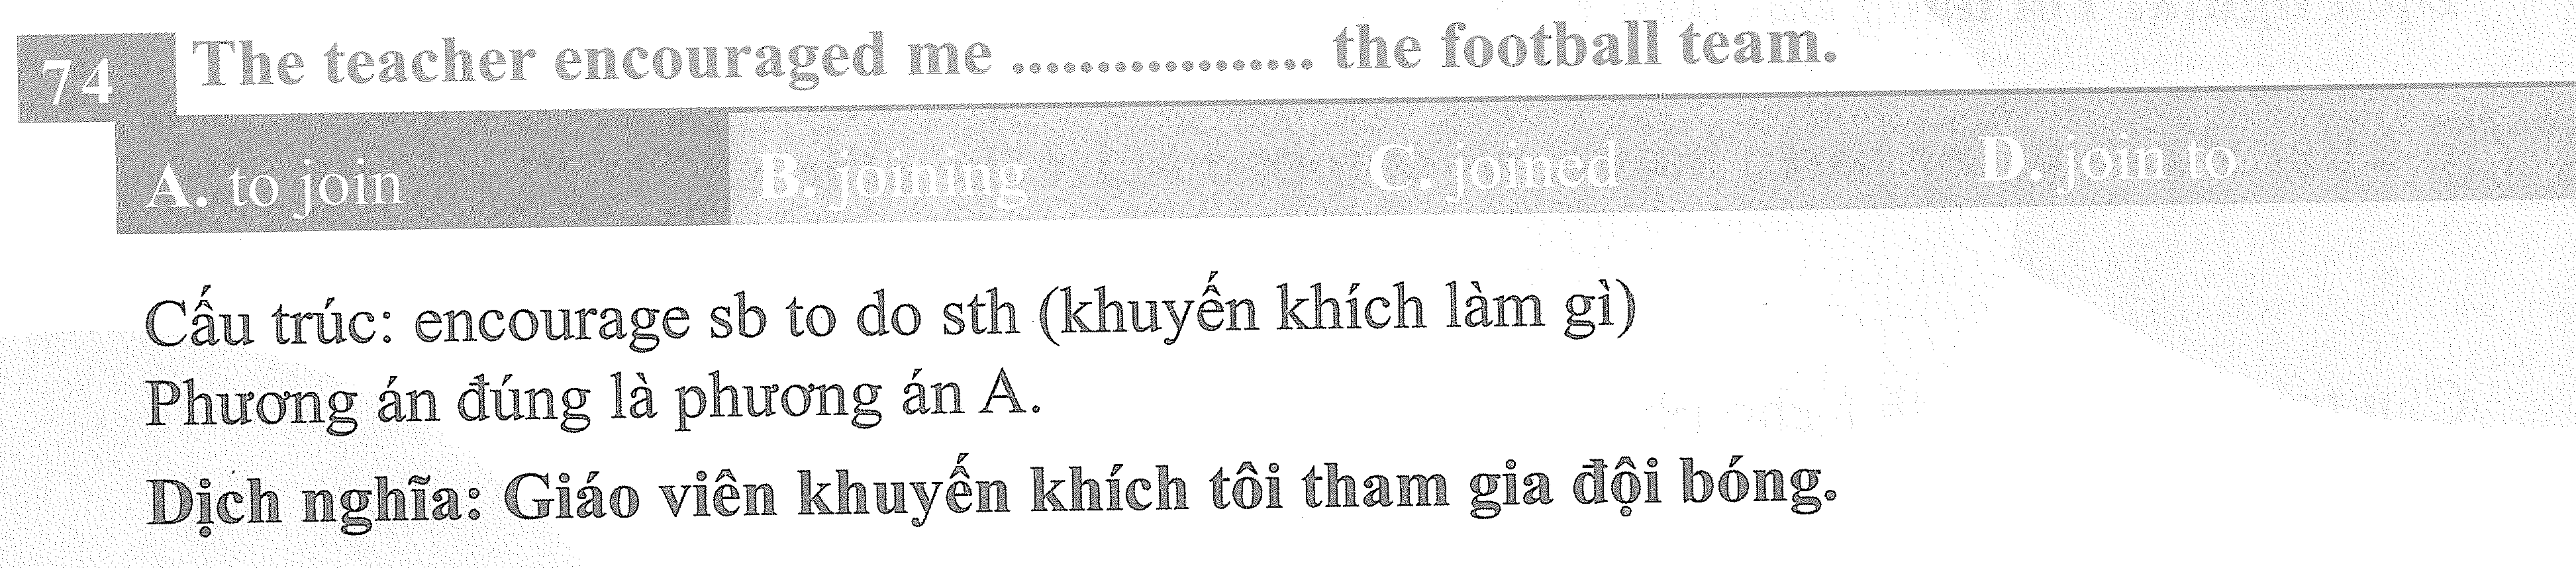 74 The teacher encouraged me .................. the football team.
A. to join B. joining C. joined D. join to
Cấu trúc: encourage sb to do sth (khuyến khích làm gì)
Phương án đúng là phương án A.
Dịch nghĩa: Giáo viên khuyến khích tôi tham gia đội bóng.